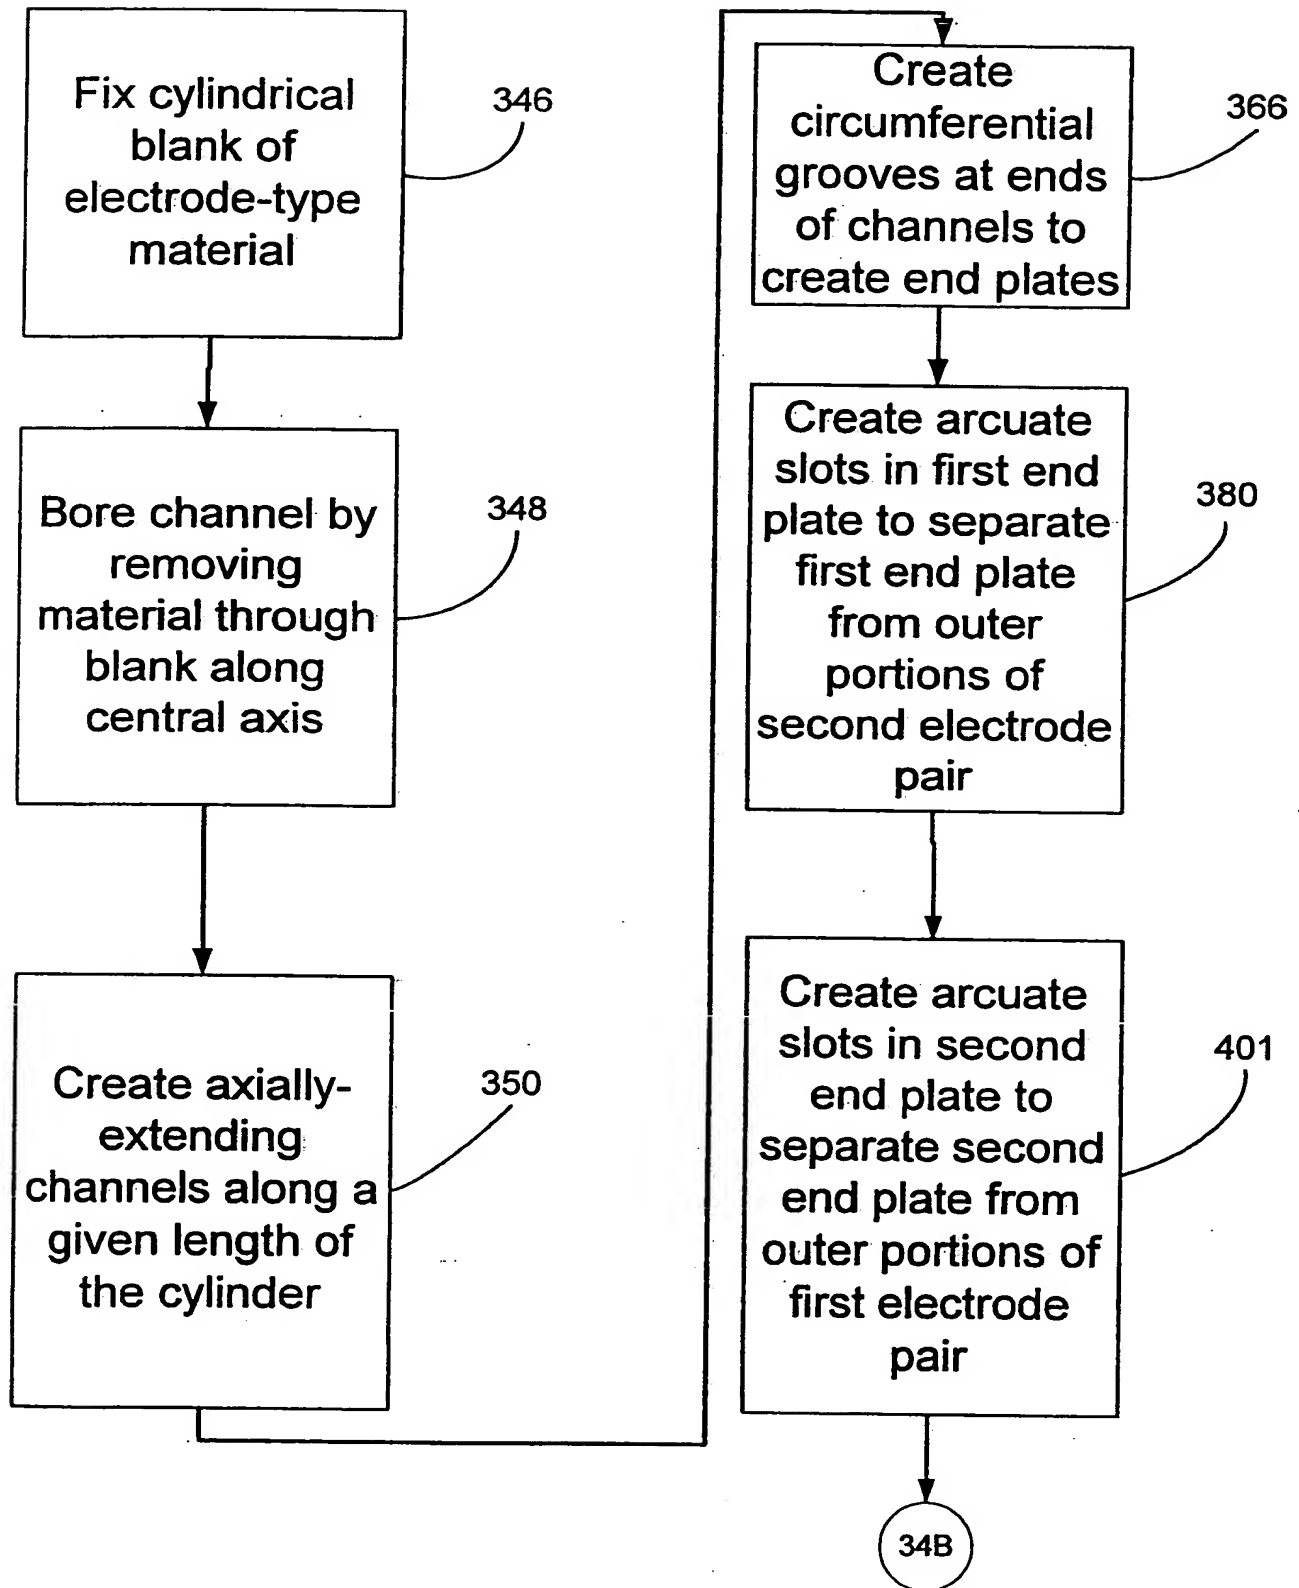 Fix cylindrical
blank of
electrode-type
material
346
Bore channel by
removing
material through
blank along
central axis
348
Create axially-
extending
channels along a
given length of
the cylinder
350
Create
circumferential
grooves at ends
of channels to
create end plates
366
Create arcuate
slots in first end
plate to separate
first end plate
from outer
portions of
second electrode
pair
380
Create arcuate
slots in second
end plate to
separate second
end plate from
outer portions of
first electrode
pair
401
34B